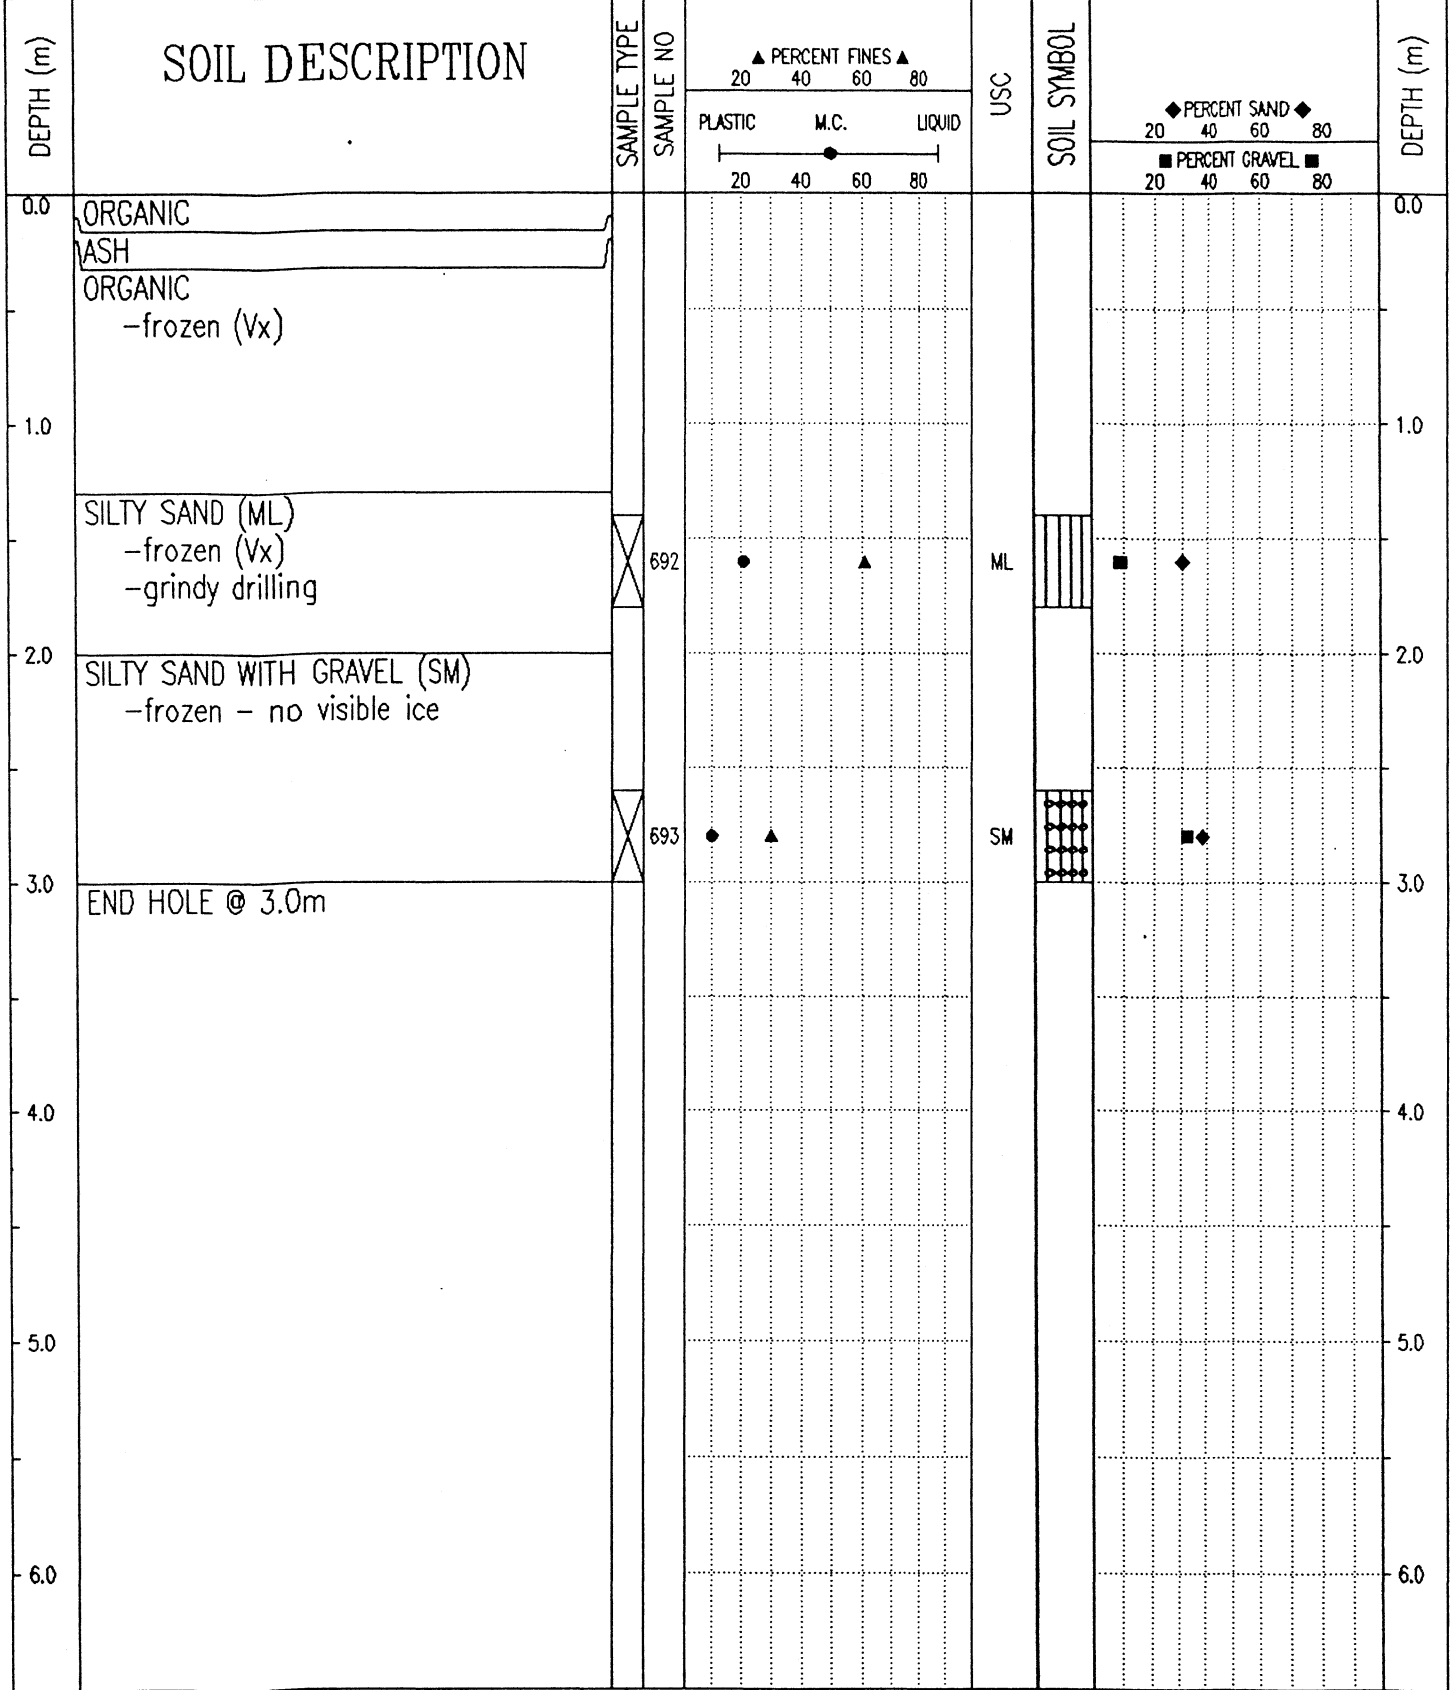 DEPTH (m)
SOIL DESCRIPTION
SAMPLE TYPE
SAMPLE NO
▲ PERCENT FINES ▲
20 40 60 80
PLASTIC M.C. LIQUID
20 40 60 80
USC
SOIL SYMBOL
◆ PERCENT SAND ◆
20 40 60 80
■ PERCENT GRAVEL ■
20 40 60 80
DEPTH (m)
0.0 ORGANIC 0.0
ASH
ORGANIC
-frozen (Vx)
1.0 1.0
SILTY SAND (ML)
-frozen (Vx) 692 ML
-grindy drilling
2.0 2.0
SILTY SAND WITH GRAVEL (SM)
-frozen - no visible ice
693 SM
3.0 3.0
END HOLE @ 3.0m
4.0 4.0
5.0 5.0
6.0 6.0